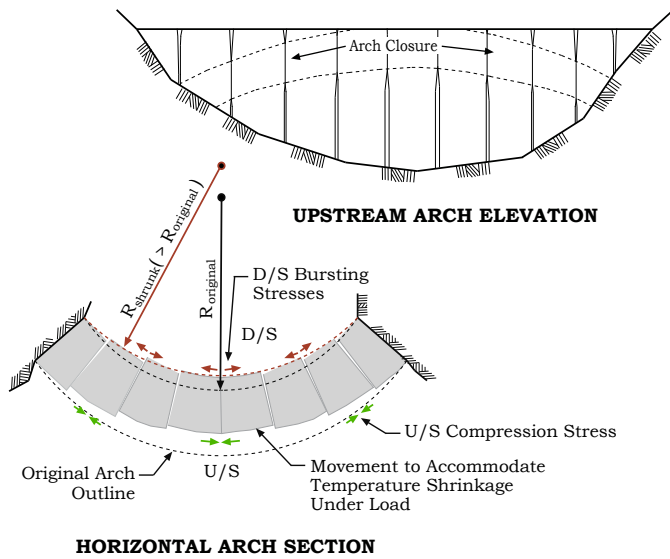 Arch Closure
UPSTREAM ARCH ELEVATION
Rshrunk( > Roriginal)
Roriginal
D/S Bursting
Stresses
D/S
U/S Compression Stress
Original Arch
Outline
U/S
Movement to Accommodate
Temperature Shrinkage
Under Load
HORIZONTAL ARCH SECTION